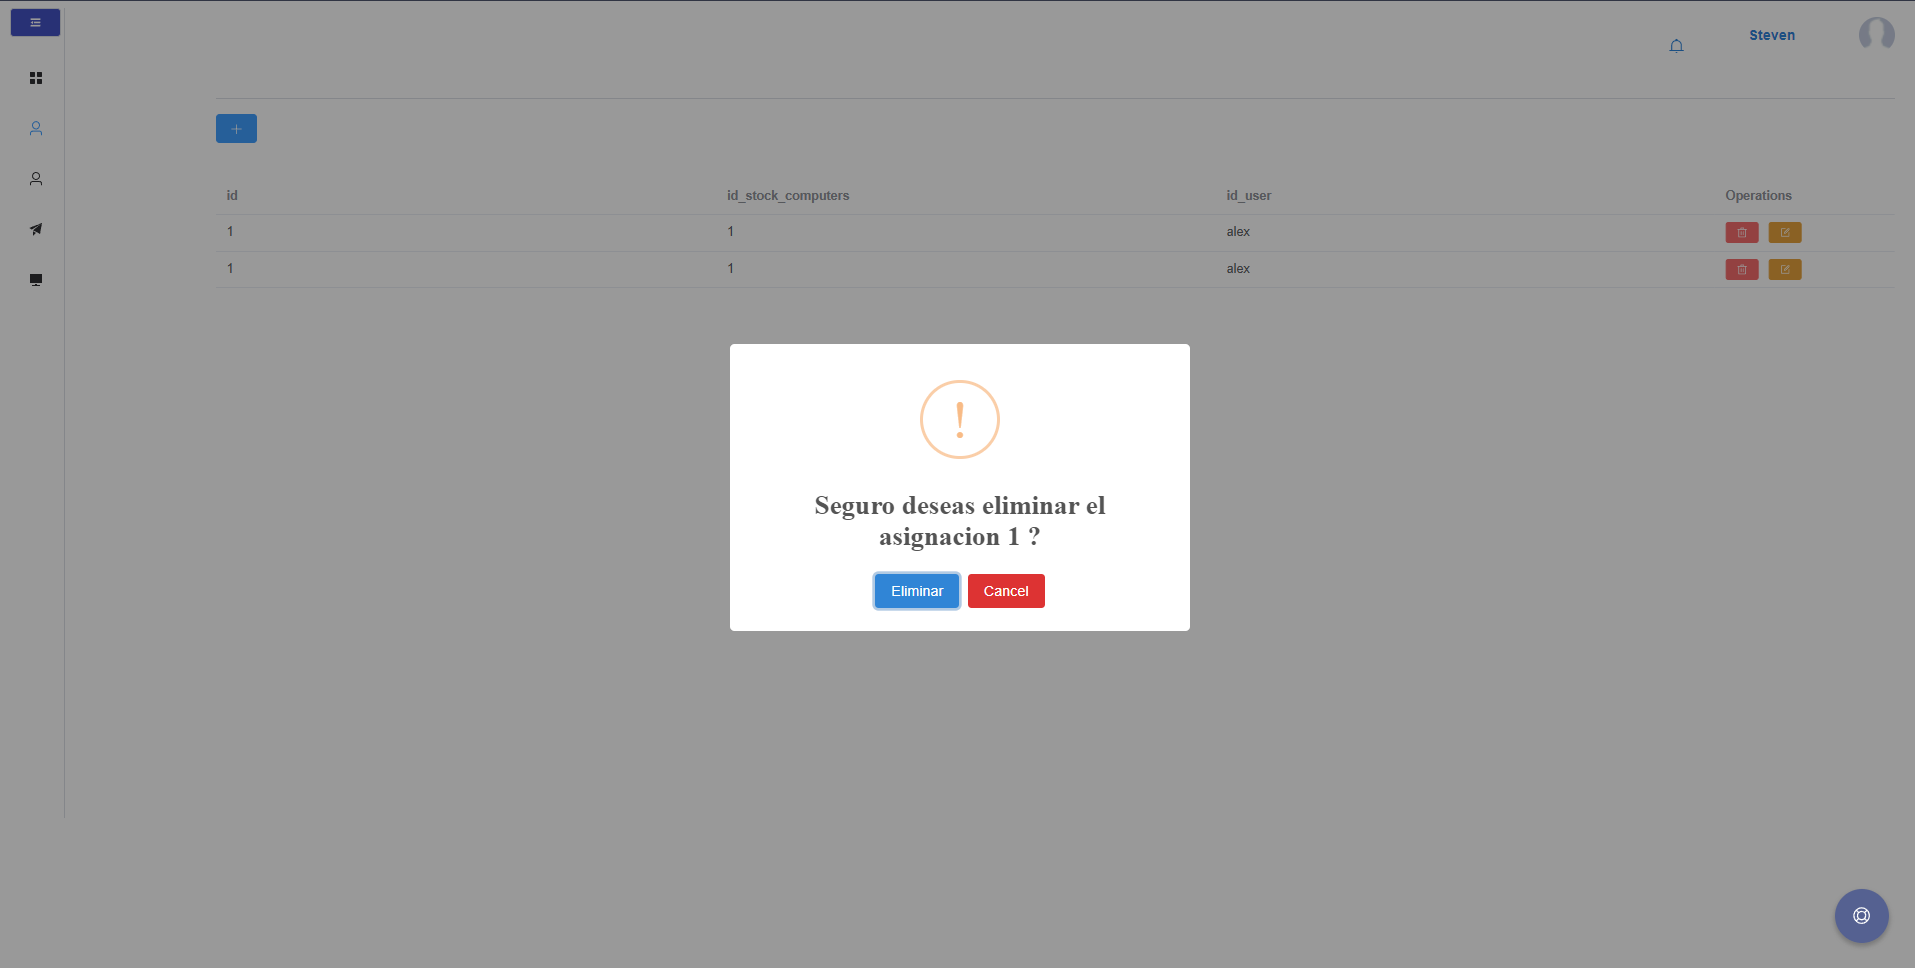 Steven
id id_stock_computers id_user Operations
1 1 alex
1 1 alex
!
Seguro deseas eliminar el
asignacion 1 ?
Eliminar Cancel